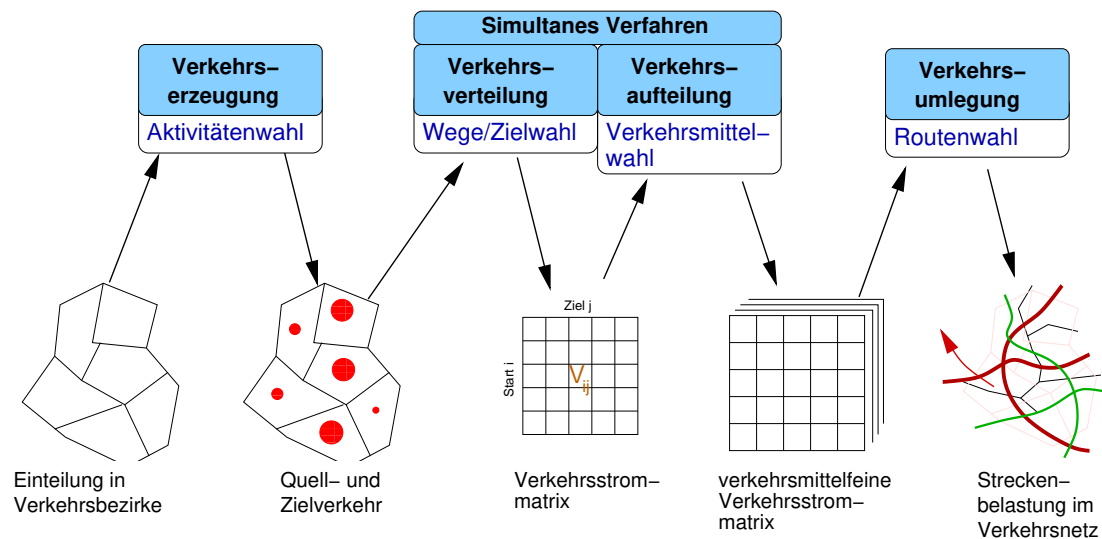 Simultanes Verfahren
Verkehrs–
erzeugung
Aktivitätenwahl
Verkehrs–
verteilung
Wege/Zielwahl
Verkehrs–
aufteilung
Verkehrsmittel–
wahl
Verkehrs–
umlegung
Routenwahl
Ziel j
Start i
V_ij
Einteilung in
Verkehrsbezirke
Quell– und
Zielverkehr
Verkehrsstrom–
matrix
verkehrsmittelfeine
Verkehrsstrom–
matrix
Strecken–
belastung im
Verkehrsnetz